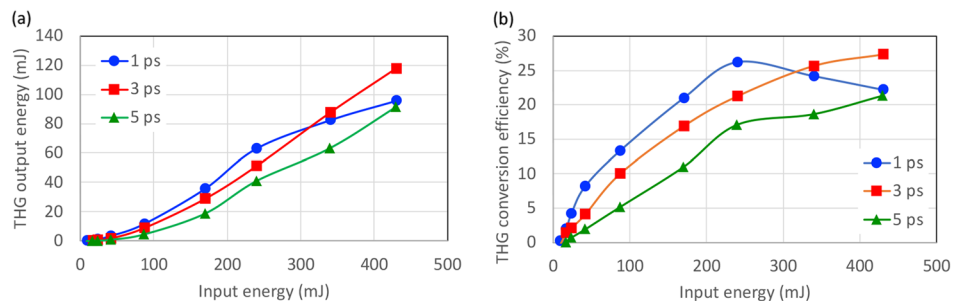 (a)
THG output energy (mJ)
140
120
100
80
60
40
20
0
1 ps
3 ps
5 ps
0 100 200 300 400 500
Input energy (mJ)
(b)
THG conversion efficiency (%)
30
25
20
15
10
5
0
1 ps
3 ps
5 ps
0 100 200 300 400 500
Input energy (mJ)